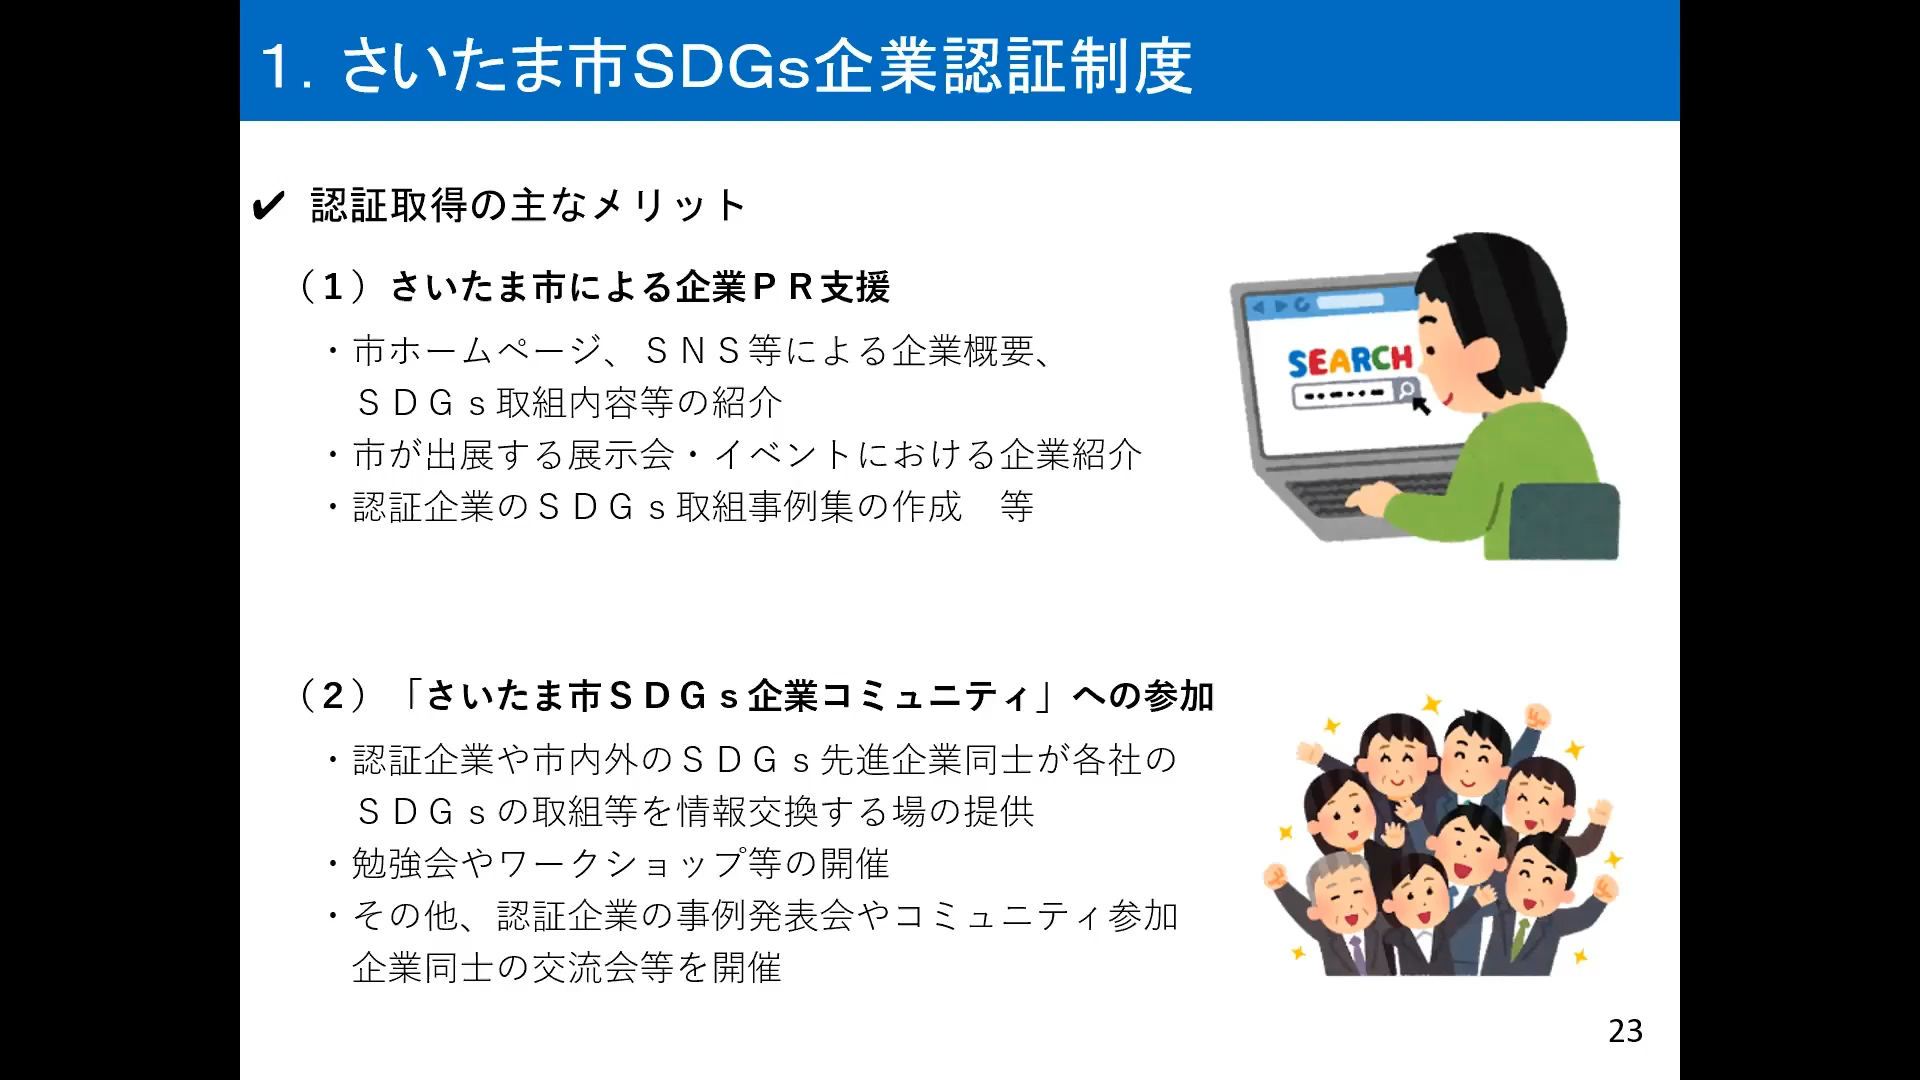 １．さいたま市ＳＤＧｓ企業認証制度
✔ 認証取得の主なメリット
（１）さいたま市による企業ＰＲ支援
・市ホームページ、ＳＮＳ等による企業概要、
ＳＤＧｓ取組内容等の紹介
・市が出展する展示会・イベントにおける企業紹介
・認証企業のＳＤＧｓ取組事例集の作成　等
SEARCH
（２）「さいたま市ＳＤＧｓ企業コミュニティ」への参加
・認証企業や市内外のＳＤＧｓ先進企業同士が各社の
ＳＤＧｓの取組等を情報交換する場の提供
・勉強会やワークショップ等の開催
・その他、認証企業の事例発表会やコミュニティ参加
企業同士の交流会等を開催
23